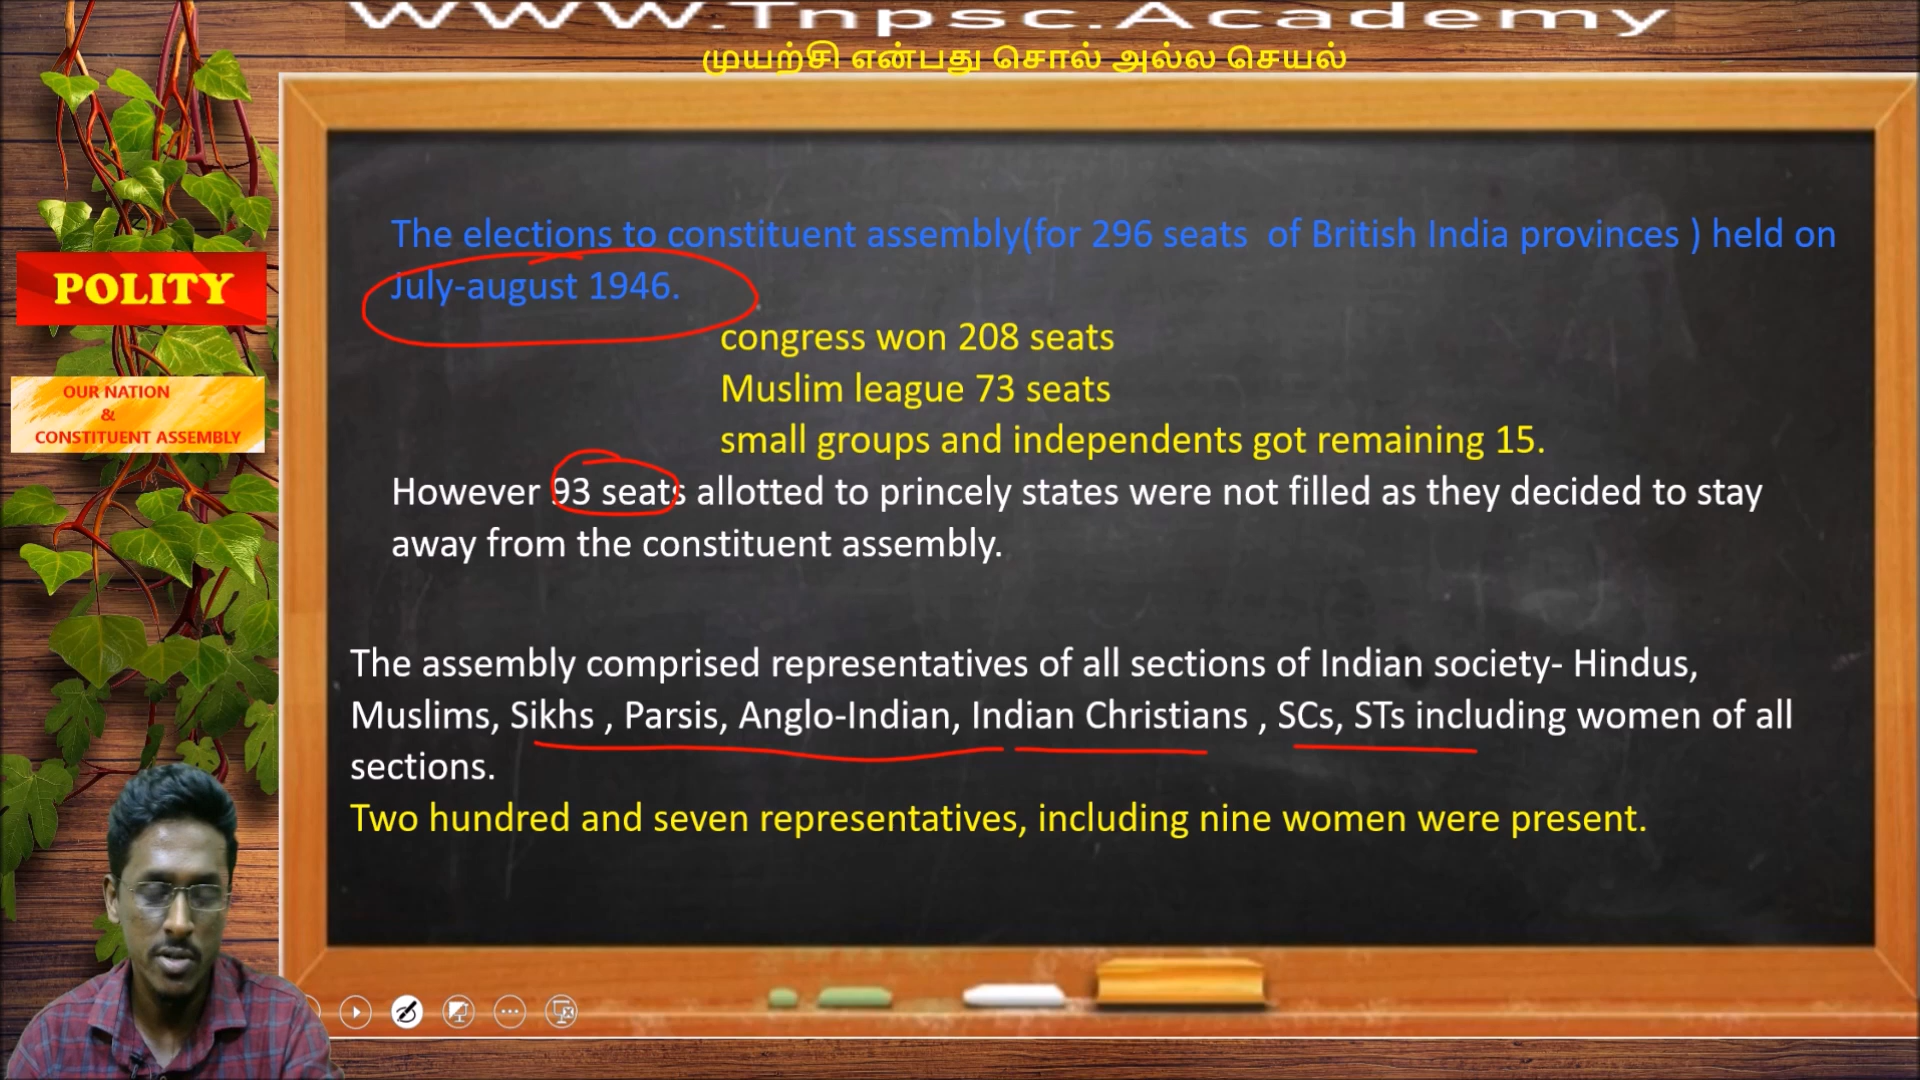 WWW.Tnpsc.Academy
முயற்சி என்பது சொல் அல்ல செயல்
POLITY
OUR NATION
&
CONSTITUENT ASSEMBLY
The elections to constituent assembly(for 296 seats of British India provinces ) held on
July-august 1946.
congress won 208 seats
Muslim league 73 seats
small groups and independents got remaining 15.
However 93 seats allotted to princely states were not filled as they decided to stay
away from the constituent assembly.
The assembly comprised representatives of all sections of Indian society- Hindus,
Muslims, Sikhs , Parsis, Anglo-Indian, Indian Christians , SCs, STs including women of all
sections.
Two hundred and seven representatives, including nine women were present.